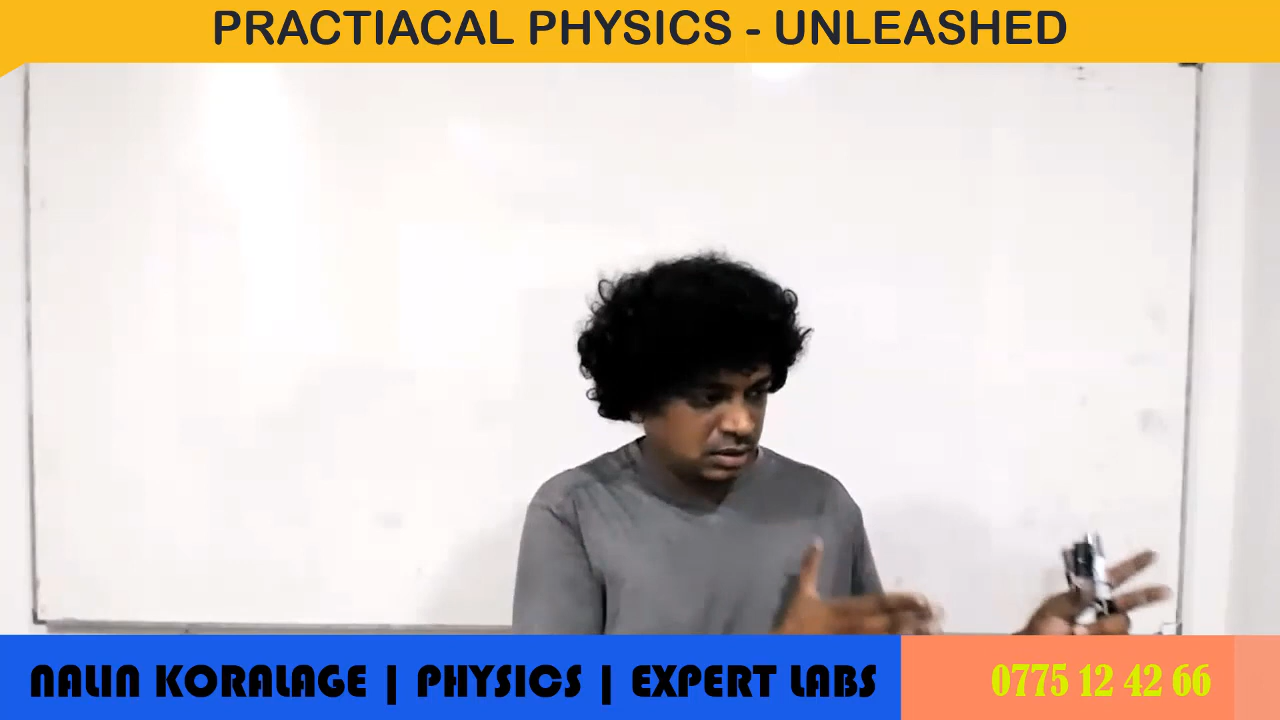 PRACTIACAL PHYSICS - UNLEASHED
NALIN KORALAGE | PHYSICS | EXPERT LABS
0775 12 42 66